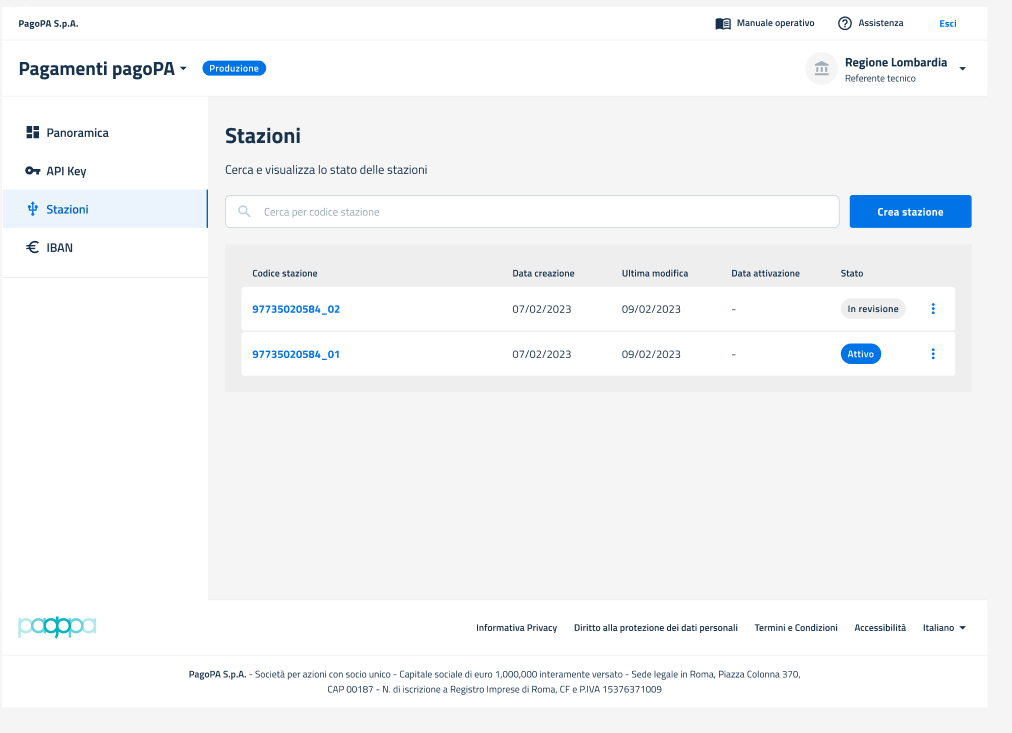 PagoPA S.p.A.
Manuale operativo
Assistenza
Esci
Pagamenti pagoPA
Produzione
Regione Lombardia
Referente tecnico
Panoramica
API Key
Stazioni
IBAN
Stazioni
Cerca e visualizza lo stato delle stazioni
Cerca per codice stazione
Crea stazione
Codice stazione Data creazione Ultima modifica Data attivazione Stato
97735020584_02 07/02/2023 09/02/2023 - In revisione
97735020584_01 07/02/2023 09/02/2023 - Attivo
pagopa
Informativa Privacy Diritto alla protezione dei dati personali Termini e Condizioni Accessibilità Italiano
PagoPA S.p.A. - Società per azioni con socio unico - Capitale sociale di euro 1,000,000 interamente versato - Sede legale in Roma, Piazza Colonna 370,
CAP 00187 - N. di iscrizione a Registro Imprese di Roma, CF e P.IVA 15376371009